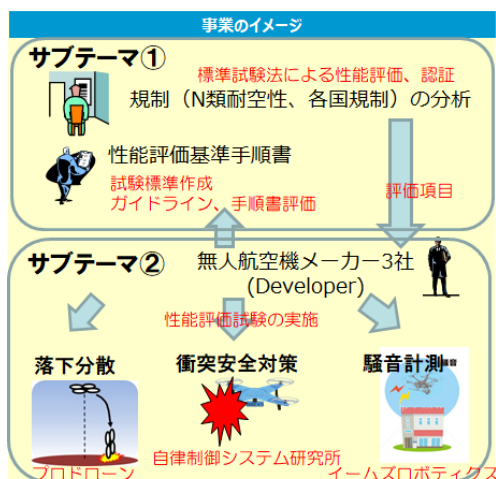 事業のイメージ
サブテーマ①
標準試験法による性能評価、認証
規制（N類耐空性、各国規制）の分析
性能評価基準手順書
試験標準作成
ガイドライン、手順書評価
評価項目
サブテーマ②
無人航空機メーカー3社
(Developer)
性能評価試験の実施
落下分散
衝突安全対策
騒音計測
プロドローン
自律制御システム研究所
イームズロボティクス